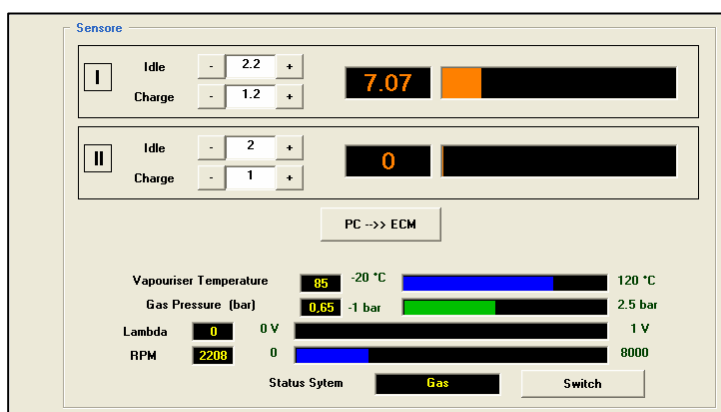 Sensore
I Idle - 2.2 + 7.07
Charge - 1.2 +
II Idle - 2 + 0
Charge - 1 +
PC -->> ECM
Vapouriser Temperature 85 -20 °C 120 °C
Gas Pressure (bar) 0,65 -1 bar 2.5 bar
Lambda 0 0 V 1 V
RPM 2208 0 8000
Status Sytem Gas Switch